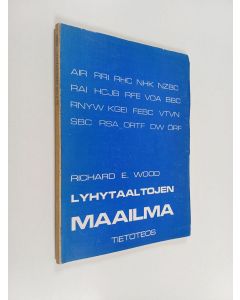 AIR RRI RHC NHK NZBC
RAI HCJB RFE VOA BBC
RNYW KGEI FEBC VTVN
SBC RSA ORTF DW ORF
RICHARD E. WOOD
LYHYTAALTOJEN
MAAILMA
TIETOTEOS